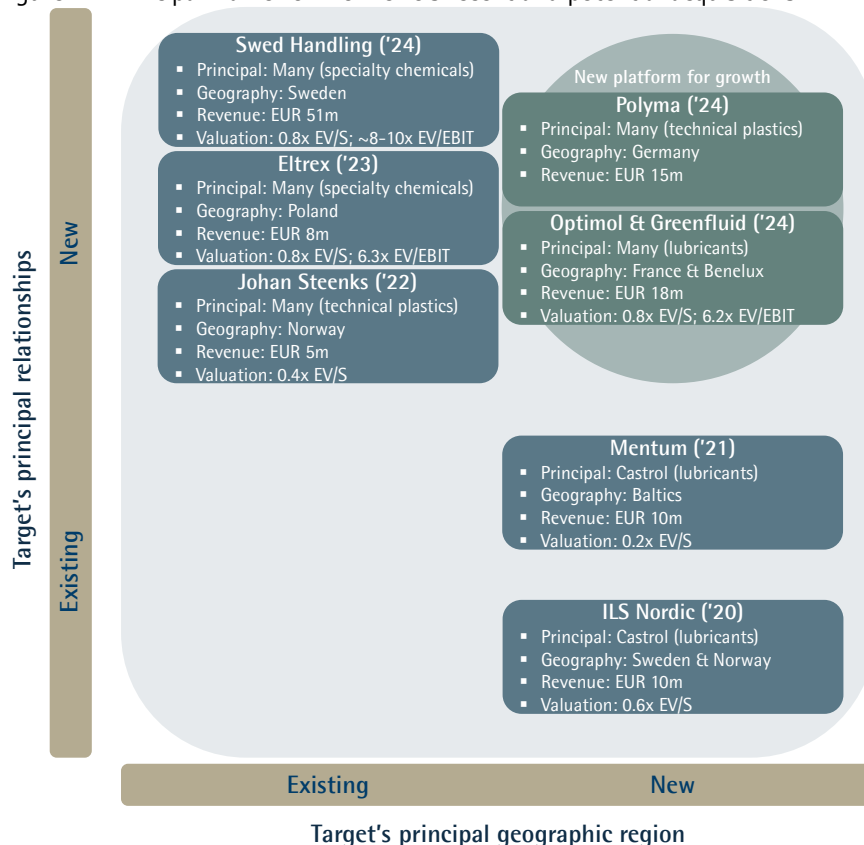 Swed Handling ('24)
▪ Principal: Many (specialty chemicals)
▪ Geography: Sweden
▪ Revenue: EUR 51m
▪ Valuation: 0.8x EV/S; ~8-10x EV/EBIT
Eltrex ('23)
▪ Principal: Many (specialty chemicals)
▪ Geography: Poland
▪ Revenue: EUR 8m
▪ Valuation: 0.8x EV/S; 6.3x EV/EBIT
Johan Steenks ('22)
▪ Principal: Many (technical plastics)
▪ Geography: Norway
▪ Revenue: EUR 5m
▪ Valuation: 0.4x EV/S
New platform for growth
Polyma ('24)
▪ Principal: Many (technical plastics)
▪ Geography: Germany
▪ Revenue: EUR 15m
Optimol & Greenfluid ('24)
▪ Principal: Many (lubricants)
▪ Geography: France & Benelux
▪ Revenue: EUR 18m
▪ Valuation: 0.8x EV/S; 6.2x EV/EBIT
Mentum ('21)
▪ Principal: Castrol (lubricants)
▪ Geography: Baltics
▪ Revenue: EUR 10m
▪ Valuation: 0.2x EV/S
ILS Nordic ('20)
▪ Principal: Castrol (lubricants)
▪ Geography: Sweden & Norway
▪ Revenue: EUR 10m
▪ Valuation: 0.6x EV/S
Target's principal relationships
New
Existing
Existing
New
Target's principal geographic region